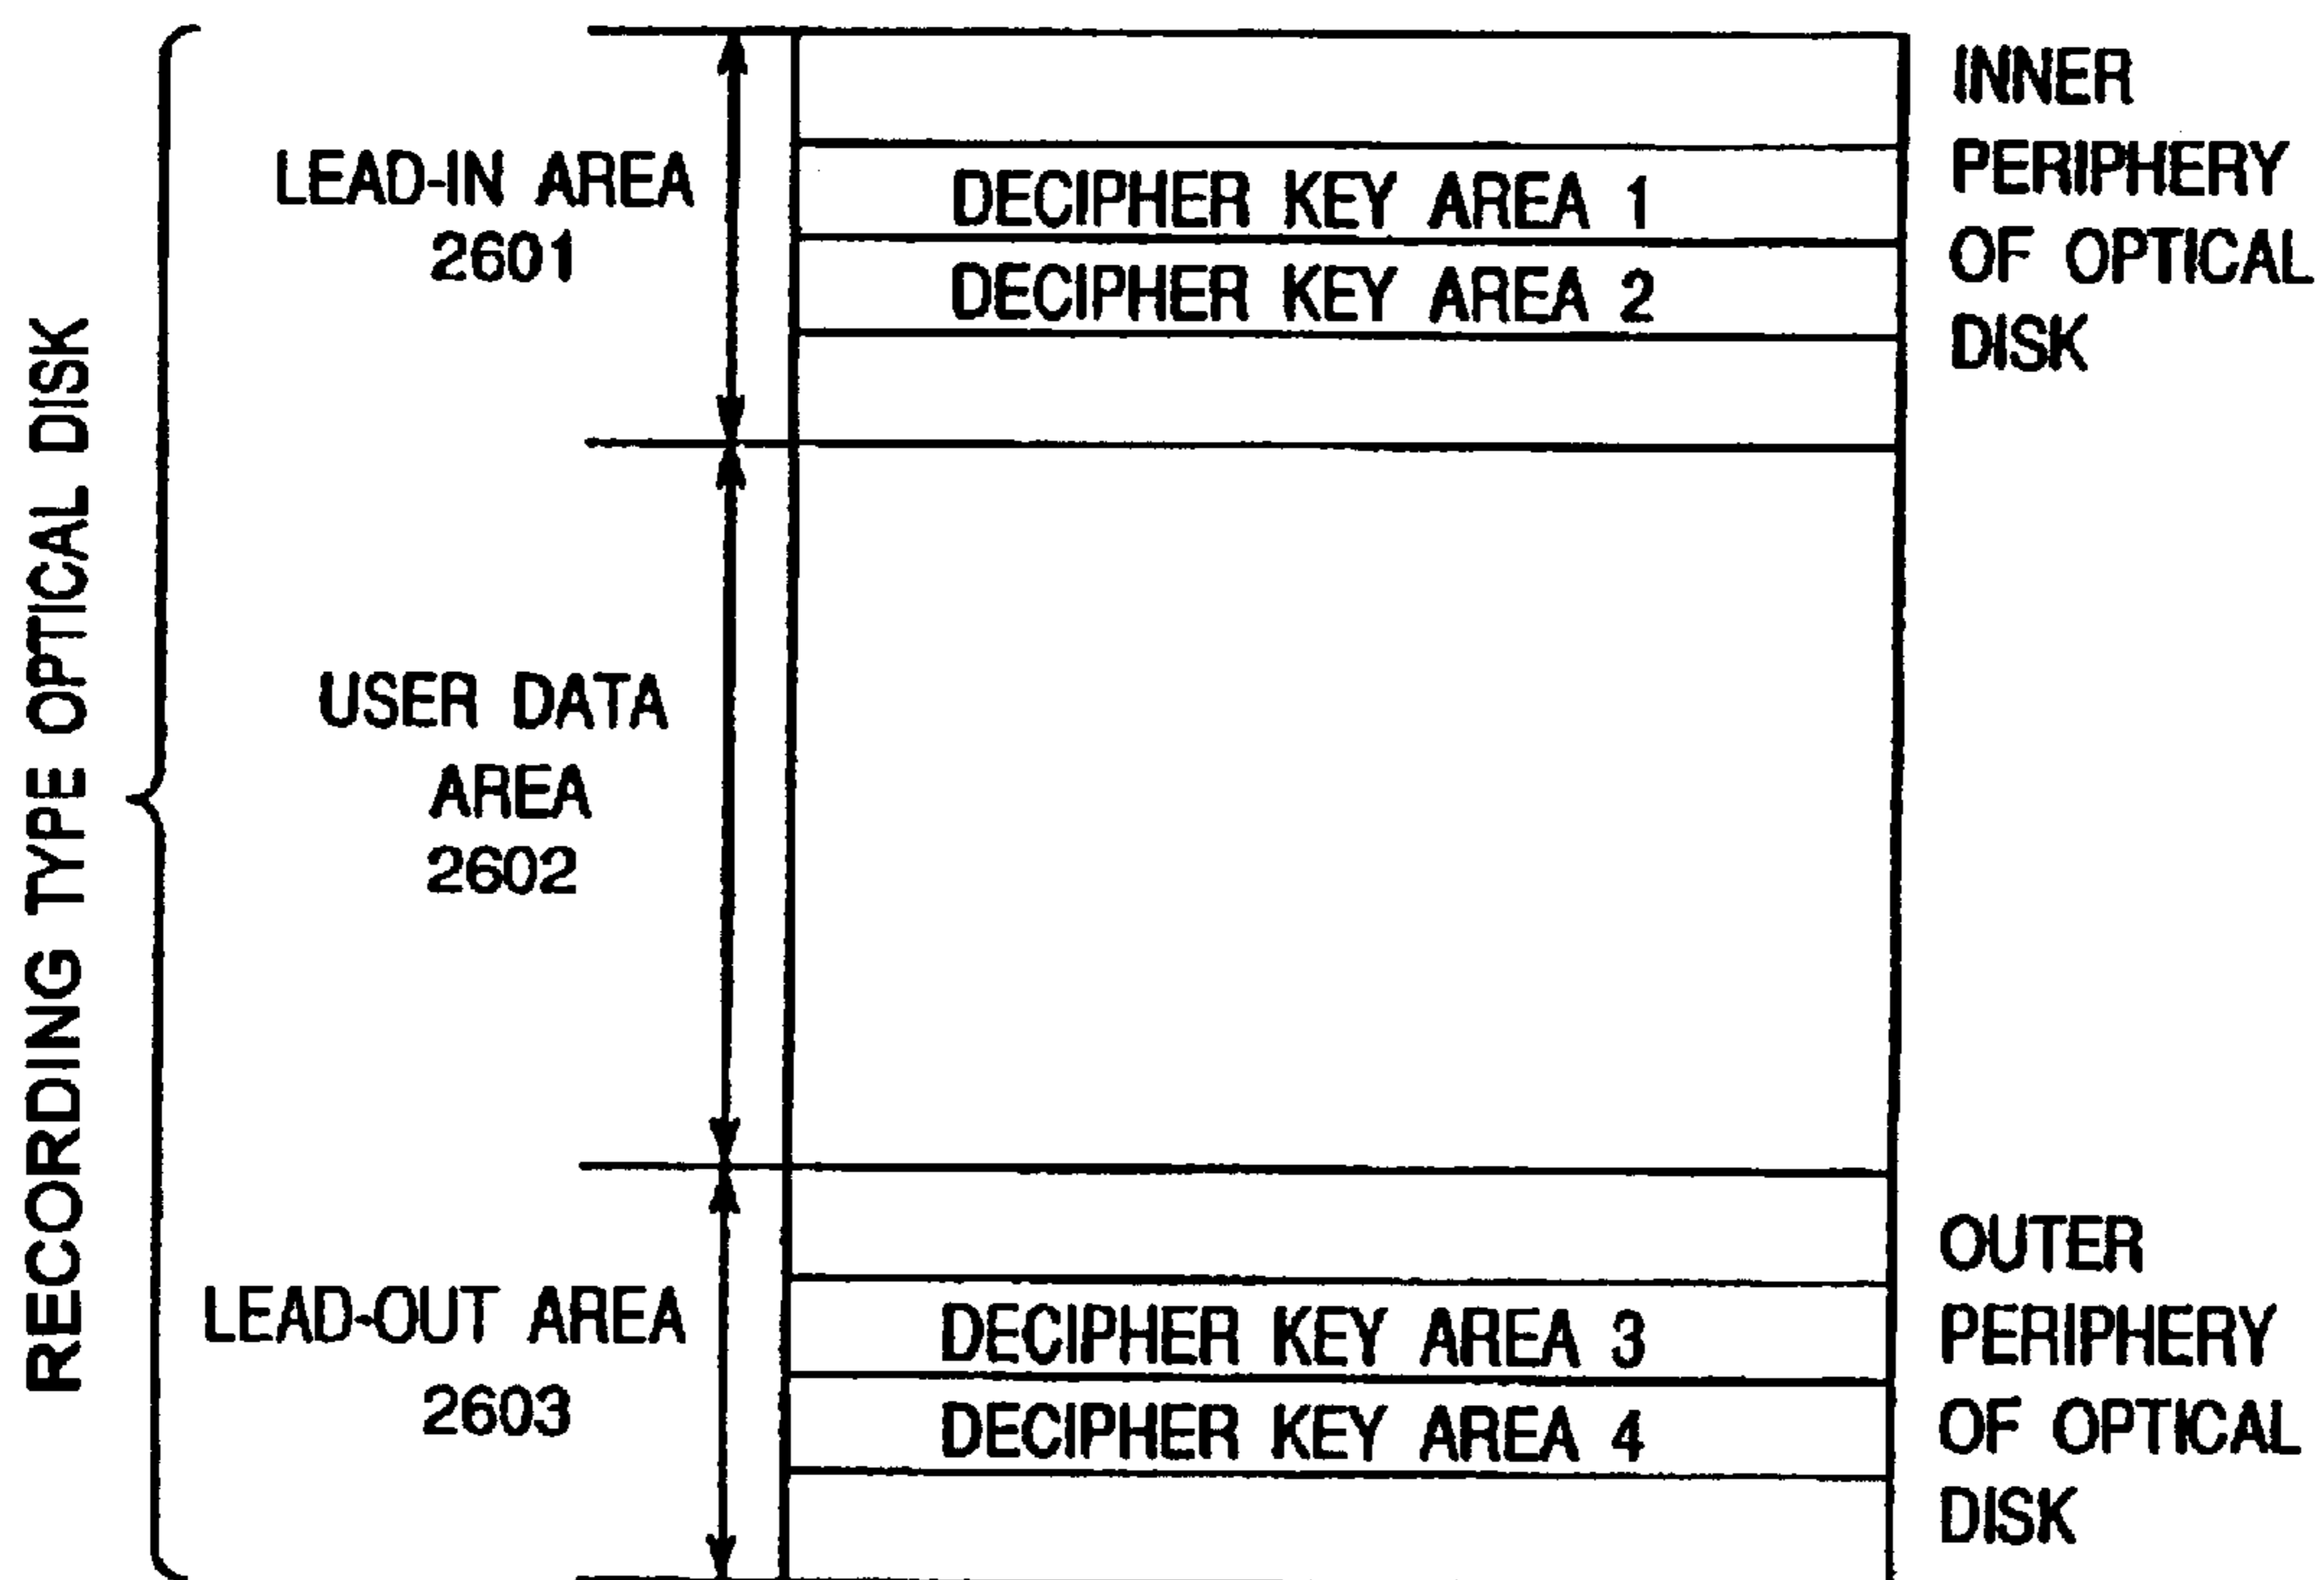 RECORDING TYPE OPTICAL DISK
LEAD-IN AREA
2601
DECIPHER KEY AREA 1
DECIPHER KEY AREA 2
INNER
PERIPHERY
OF OPTICAL
DISK
USER DATA
AREA
2602
LEAD-OUT AREA
2603
DECIPHER KEY AREA 3
DECIPHER KEY AREA 4
OUTER
PERIPHERY
OF OPTICAL
DISK